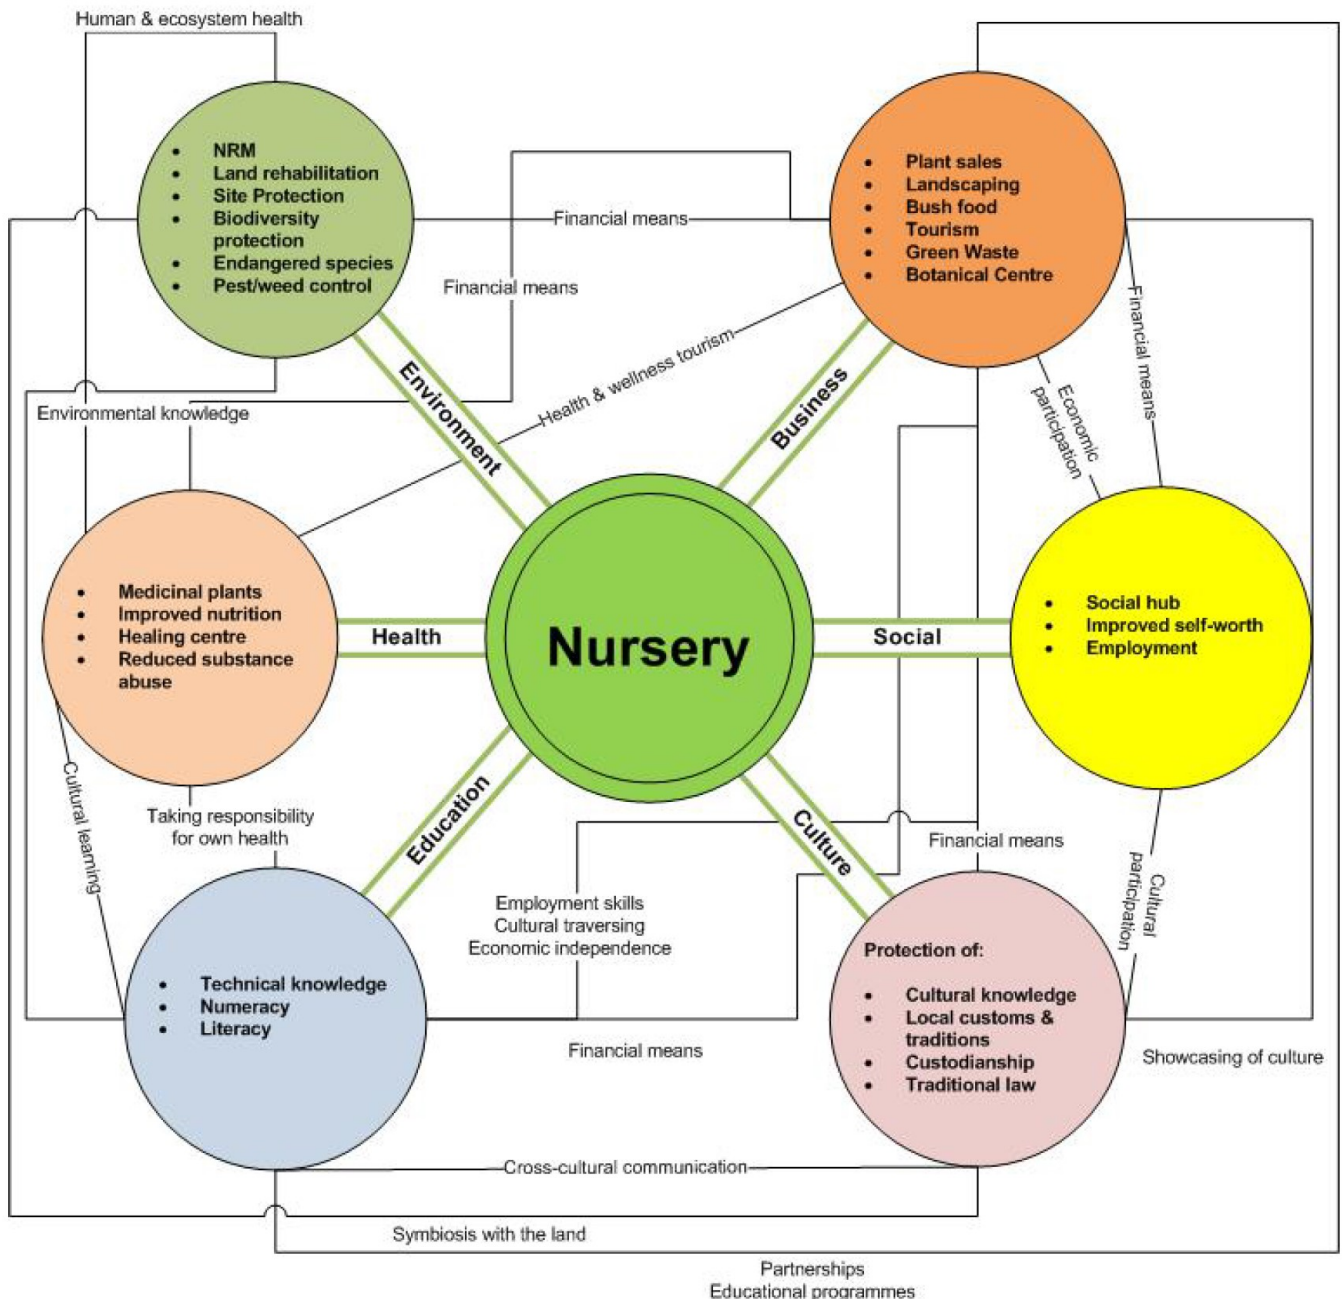 Human & ecosystem health
NRM
Land rehabilitation
Site Protection
Biodiversity
protection
Endangered species
Pest/weed control
Plant sales
Landscaping
Bush food
Tourism
Green Waste
Botanical Centre
Financial means
Financial means
Health & wellness tourism
Financial means
Economic
participation
Environmental knowledge
Environment
Business
Medicinal plants
Improved nutrition
Healing centre
Reduced substance
abuse
Health
Nursery
Social
Social hub
Improved self-worth
Employment
Cultural learning
Taking responsibility
for own health
Education
Culture
Financial means
Cultural
participation
Employment skills
Cultural traversing
Economic independence
Technical knowledge
Numeracy
Literacy
Protection of:
Cultural knowledge
Local customs &
traditions
Custodianship
Traditional law
Financial means
Showcasing of culture
Cross-cultural communication
Symbiosis with the land
Partnerships
Educational programmes